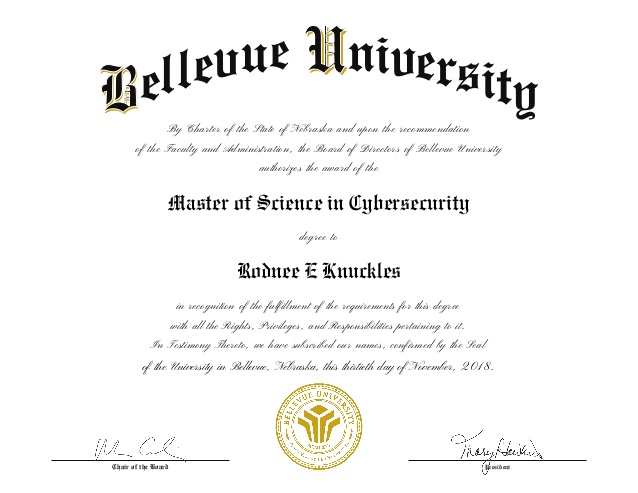 Bellevue University
By Charter of the State of Nebraska and upon the recommendation
of the Faculty and Administration, the Board of Directors of Bellevue University
authorizes the award of the
Master of Science in Cybersecurity
degree to
Rodnee E Knuckles
in recognition of the fulfillment of the requirements for this degree
with all the Rights, Privileges, and Responsibilities pertaining to it.
In Testimony Thereto, we have subscribed our names, confirmed by the Seal
of the University in Bellevue, Nebraska, this thirtieth day of November, 2018.
BELLEVUE UNIVERSITY
Chair of the Board
President